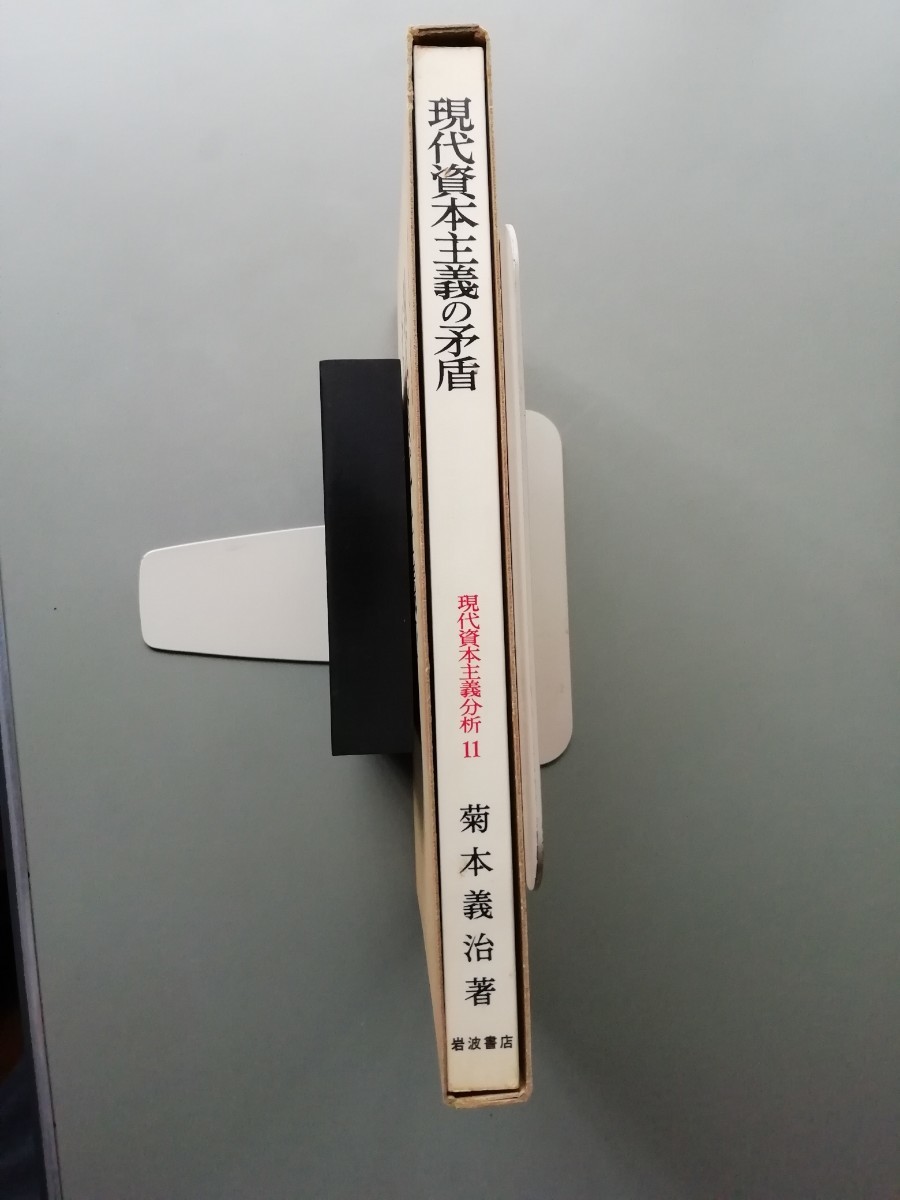 現代資本主義の矛盾
現代資本主義分析 11
菊本義治著
岩波書店